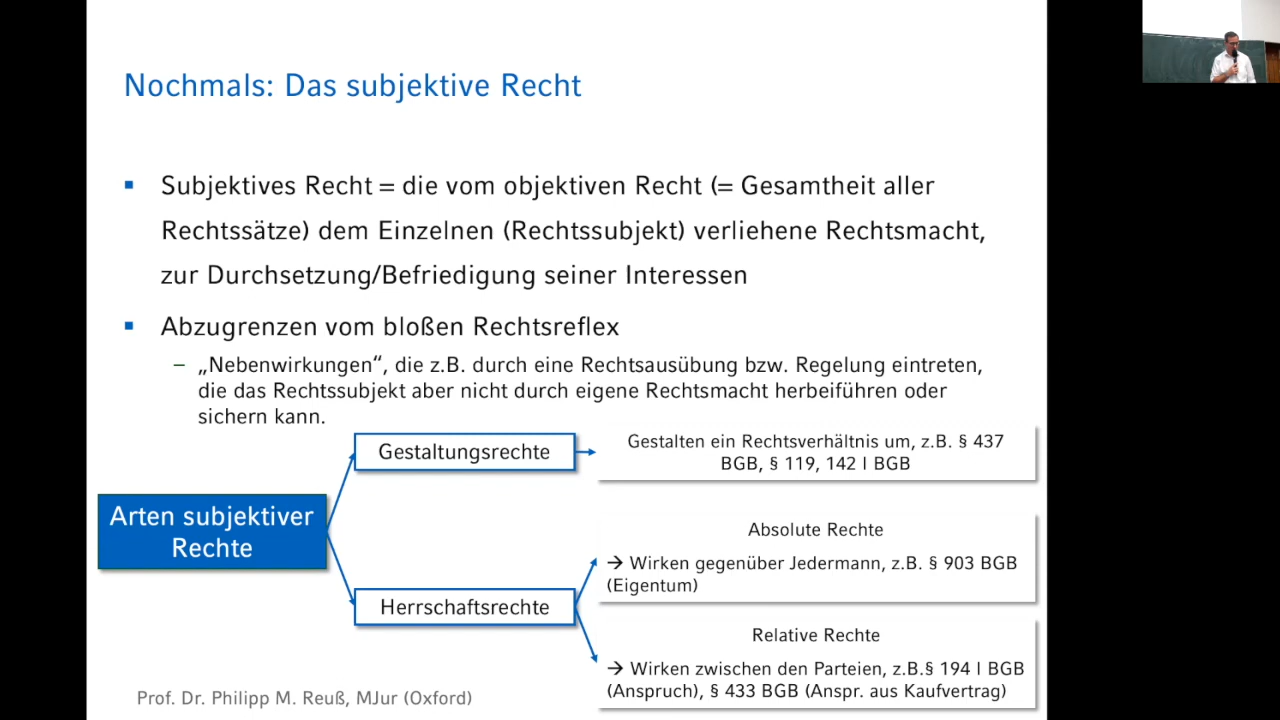 Nochmals: Das subjektive Recht
▪ Subjektives Recht = die vom objektiven Recht (= Gesamtheit aller
Rechtssätze) dem Einzelnen (Rechtssubjekt) verliehene Rechtsmacht,
zur Durchsetzung/Befriedigung seiner Interessen
▪ Abzugrenzen vom bloßen Rechtsreflex
– „Nebenwirkungen“, die z.B. durch eine Rechtsausübung bzw. Regelung eintreten,
die das Rechtssubjekt aber nicht durch eigene Rechtsmacht herbeiführen oder
sichern kann.
Arten subjektiver
Rechte
Gestaltungsrechte
Gestalten ein Rechtsverhältnis um, z.B. § 437
BGB, § 119, 142 I BGB
Herrschaftsrechte
Absolute Rechte
→ Wirken gegenüber Jedermann, z.B. § 903 BGB
(Eigentum)
Relative Rechte
→ Wirken zwischen den Parteien, z.B.§ 194 I BGB
(Anspruch), § 433 BGB (Anspr. aus Kaufvertrag)
Prof. Dr. Philipp M. Reuß, MJur (Oxford)